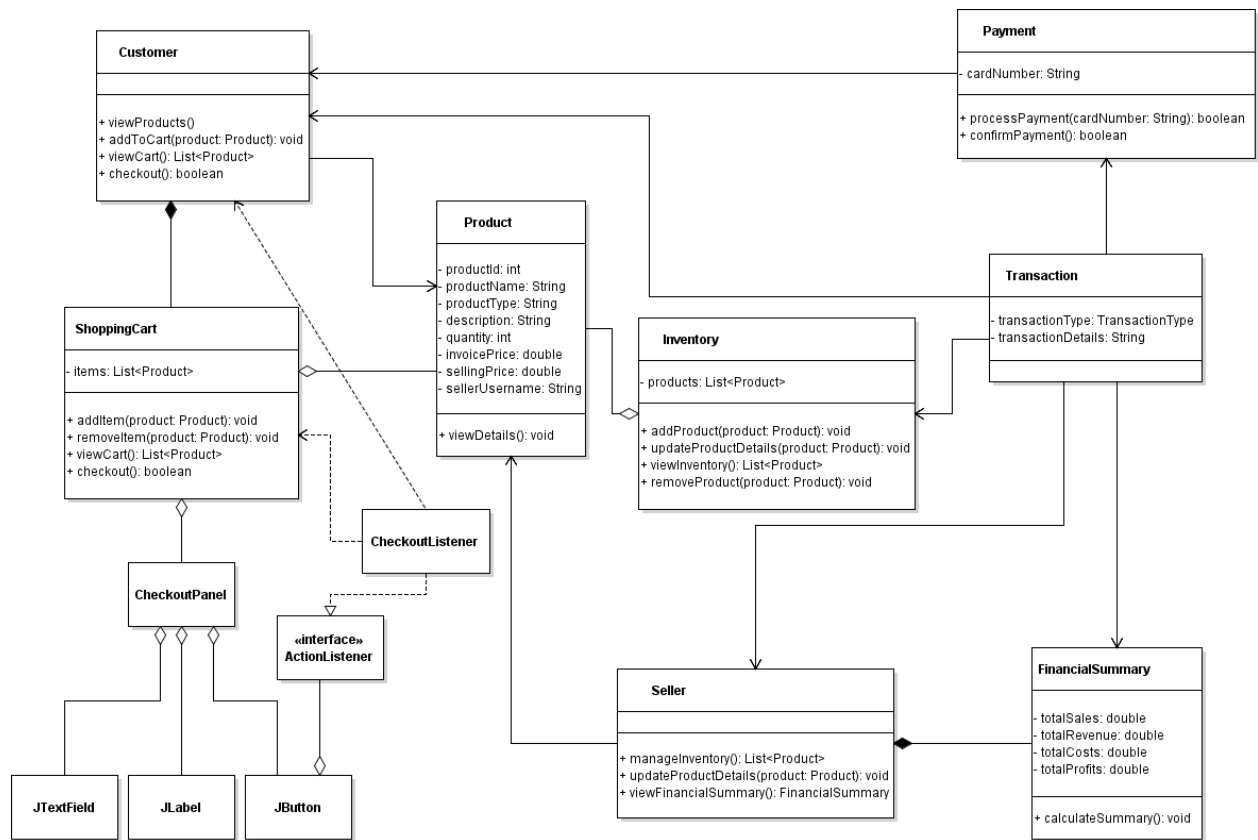 Customer
+ viewProducts()
+ addToCart(product: Product): void
+ viewCart(): List<Product>
+ checkout(): boolean
Payment
- cardNumber: String
+ processPayment(cardNumber: String): boolean
+ confirmPayment(): boolean
Product
- productId: int
- productName: String
- productType: String
- description: String
- quantity: int
- invoicePrice: double
- sellingPrice: double
- sellerUsername: String
+ viewDetails(): void
Transaction
- transactionType: TransactionType
- transactionDetails: String
ShoppingCart
- items: List<Product>
+ addItem(product: Product): void
+ removeItem(product: Product): void
+ viewCart(): List<Product>
+ checkout(): boolean
Inventory
- products: List<Product>
+ addProduct(product: Product): void
+ updateProductDetails(product: Product): void
+ viewInventory(): List<Product>
+ removeProduct(product: Product): void
CheckoutListener
CheckoutPanel
«interface»
ActionListener
Seller
+ manageInventory(): List<Product>
+ updateProductDetails(product: Product): void
+ viewFinancialSummary(): FinancialSummary
FinancialSummary
- totalSales: double
- totalRevenue: double
- totalCosts: double
- totalProfits: double
+ calculateSummary(): void
JTextField
JLabel
JButton